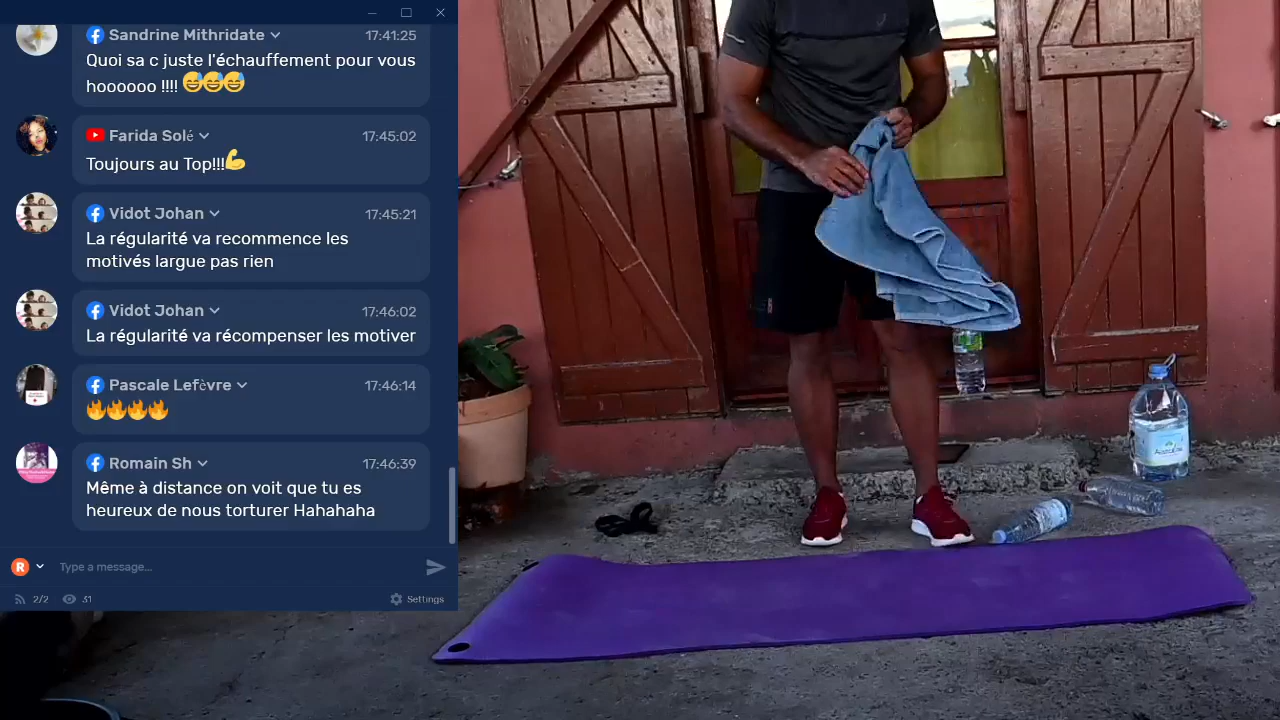 Sandrine Mithridate 17:41:25
Quoi sa c juste l'échauffement pour vous
hoooooo !!!! 😅😅😅
Farida Solé 17:45:02
Toujours au Top!!!💪
Vidot Johan 17:45:21
La régularité va recommence les
motivés largue pas rien
Vidot Johan 17:46:02
La régularité va récompenser les motiver
Pascale Lefèvre 17:46:14
🔥🔥🔥🔥
Romain Sh 17:46:39
Même à distance on voit que tu es
heureux de nous torturer Hahahaha
R Type a message...
2/2 31 Settings